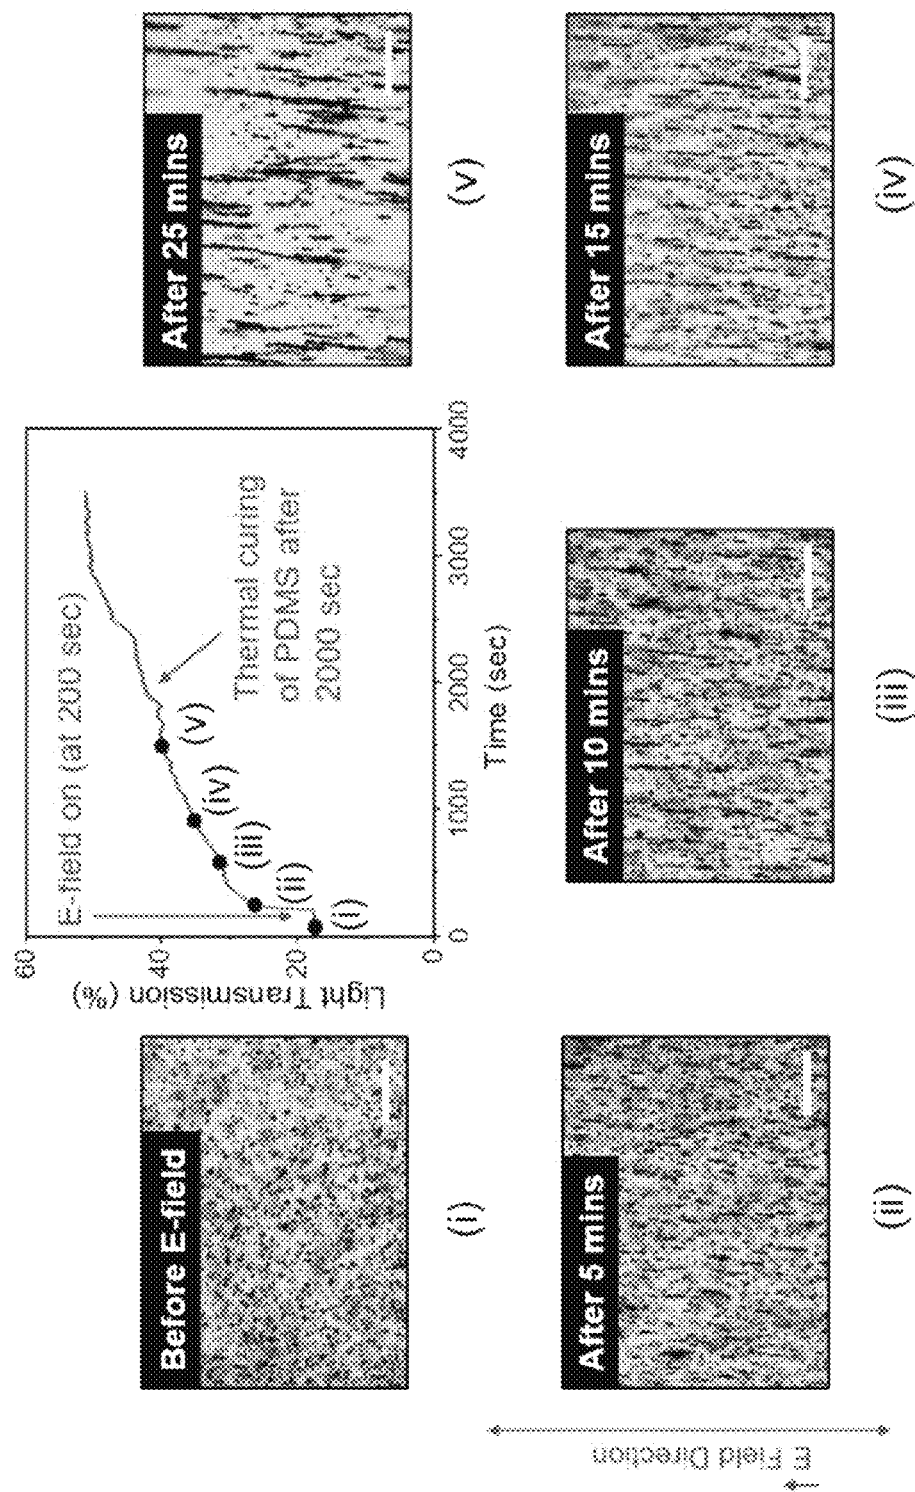 Before E-field
(i)
After 25 mins
(v)
E-field on (at 200 sec)
Light Transmission (%)
60
40
20
0
0
1000
2000
3000
4000
Time (sec)
(i)
(ii)
(iii)
(iv)
(v)
Thermal curing
of PDMS after
2000 sec
After 5 mins
(ii)
After 10 mins
(iii)
After 15 mins
(iv)
E Field Direction